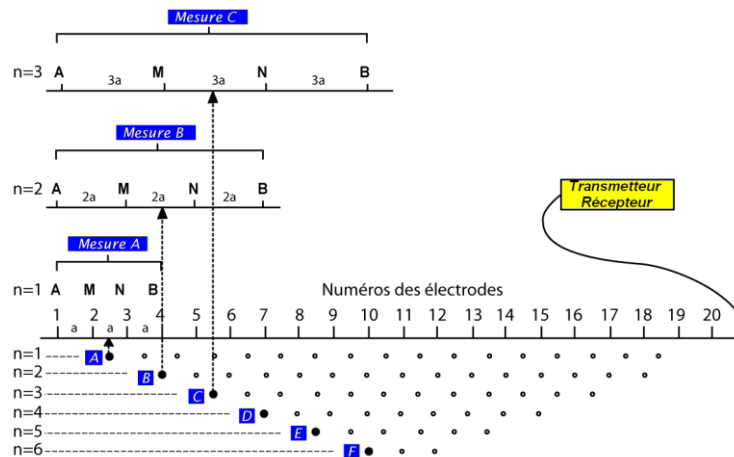 Mesure C
n=3 A M N B
3a 3a 3a
Mesure B
n=2 A M N B
2a 2a 2a
Transmetteur
Récepteur
Mesure A
n=1 A M N B Numéros des électrodes
1 2 3 4 5 6 7 8 9 10 11 12 13 14 15 16 17 18 19 20
a a a
n=1 A
n=2 B
n=3 C
n=4 D
n=5 E
n=6 F